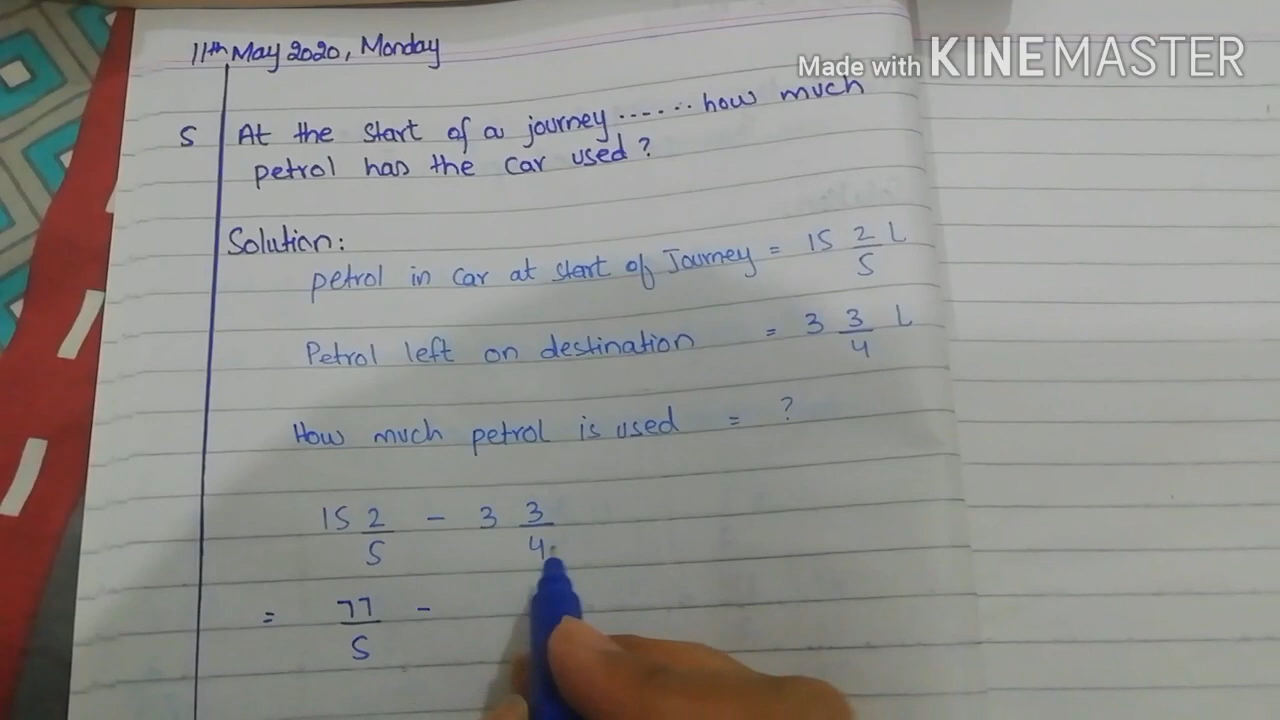 11th May 2020, Monday
Made with KINEMASTER
5 At the start of a journey ...... how much
petrol has the car used?
Solution:
petrol in car at start of Journey = 15 2/5 L
Petrol left on destination = 3 3/4 L
How much petrol is used = ?
15 2/5 - 3 3/4
= 77/5 -